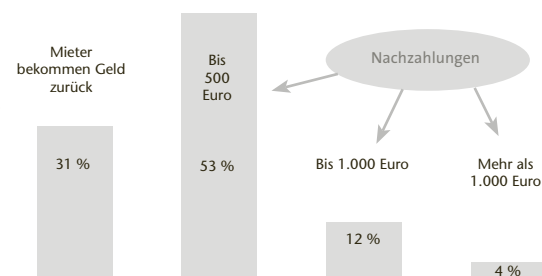 Mieter
bekommen Geld
zurück
31 %
Bis
500
Euro
53 %
Nachzahlungen
Bis 1.000 Euro
12 %
Mehr als
1.000 Euro
4 %